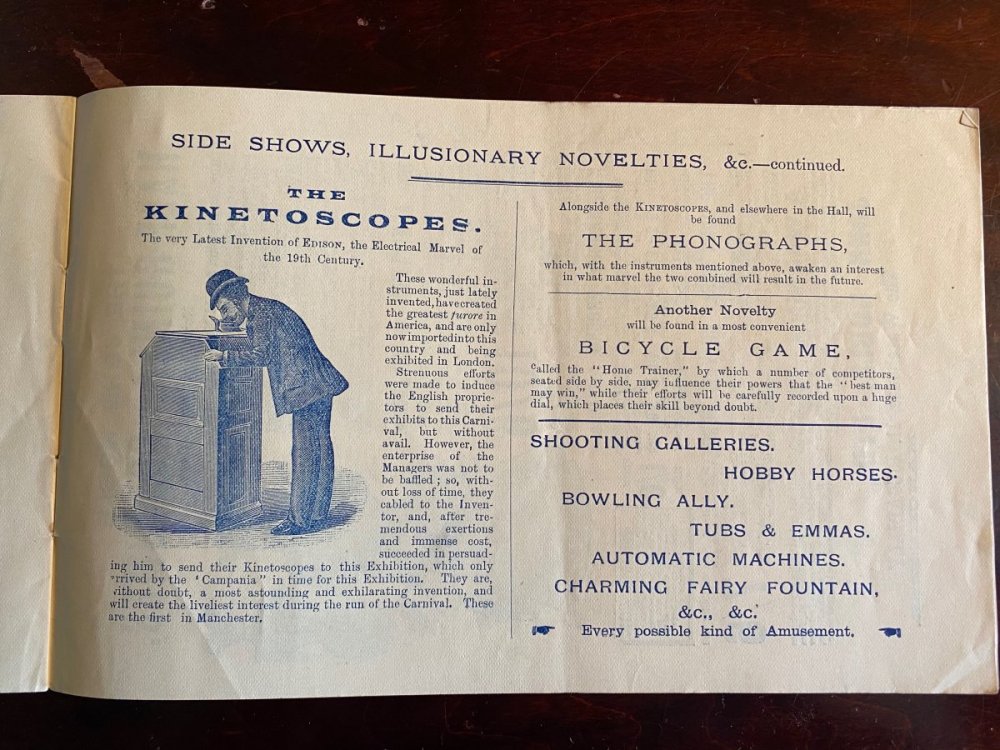 SIDE SHOWS, ILLUSIONARY NOVELTIES, &c.—continued.
THE
KINETOSCOPES.
The very Latest Invention of EDISON, the Electrical Marvel of
the 19th Century.
These wonderful in-
struments, just lately
invented, have created
the greatest furore in
America, and are only
now imported into this
country and being
exhibited in London.
Strenuous efforts
were made to induce
the English proprie-
tors to send their
exhibits to this Carni-
val, but without
avail. However, the
enterprise of the
Managers was not to
be baffled; so, with-
out loss of time, they
cabled to the Inven-
tor, and, after tre-
mendous exertions
and immense cost,
succeeded in persuad-
ing him to send their Kinetoscopes to this Exhibition, which only
arrived by the 'Campania" in time for this Exhibition. They are,
without doubt, a most astounding and exhilarating invention, and
will create the liveliest interest during the run of the Carnival. These
are the first in Manchester.
Alongside the KINETOSCOPES, and elsewhere in the Hall, will
be found
THE PHONOGRAPHS,
which, with the instruments mentioned above, awaken an interest
in what marvel the two combined will result in the future.
Another Novelty
will be found in a most convenient
BICYCLE GAME,
called the "Home Trainer," by which a number of competitors,
seated side by side, may influence their powers that the "best man
may win," while their efforts will be carefully recorded upon a huge
dial, which places their skill beyond doubt.
SHOOTING GALLERIES.
HOBBY HORSES.
BOWLING ALLY.
TUBS & EMMAS.
AUTOMATIC MACHINES.
CHARMING FAIRY FOUNTAIN,
&c., &c.
Every possible kind of Amusement.